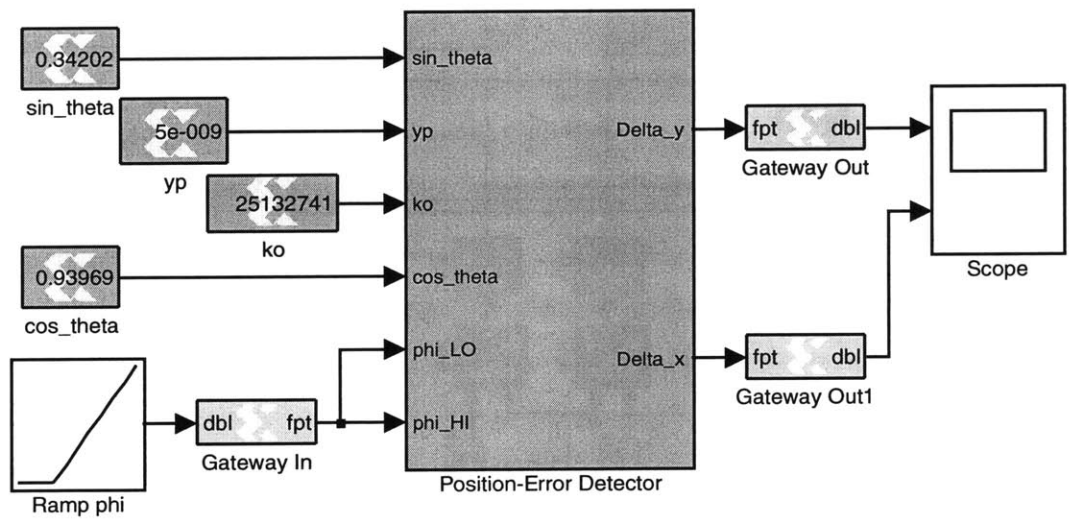 0.34202
sin_theta
5e-009
yp
25132741
ko
0.93969
cos_theta
Ramp phi
dbl fpt
Gateway In
sin_theta
yp
ko
cos_theta
phi_LO
phi_HI
Delta_y
Delta_x
Position-Error Detector
fpt dbl
Gateway Out
fpt dbl
Gateway Out1
Scope